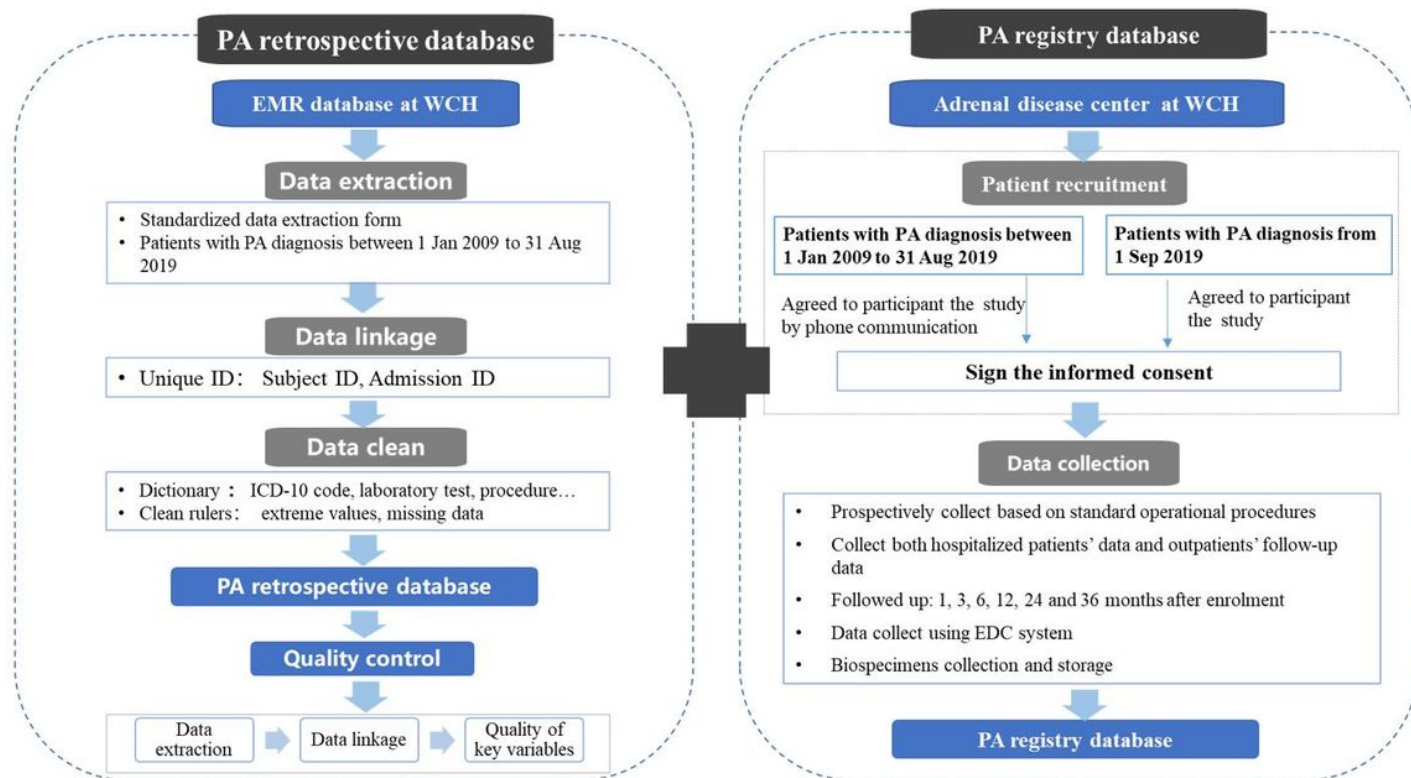 PA retrospective database
EMR database at WCH
Data extraction
• Standardized data extraction form
• Patients with PA diagnosis between 1 Jan 2009 to 31 Aug
2019
Data linkage
• Unique ID： Subject ID, Admission ID
Data clean
• Dictionary： ICD-10 code, laboratory test, procedure…
• Clean rulers： extreme values, missing data
PA retrospective database
Quality control
Data
extraction
Data linkage
Quality of
key variables
PA registry database
Adrenal disease center at WCH
Patient recruitment
Patients with PA diagnosis between
1 Jan 2009 to 31 Aug 2019
Patients with PA diagnosis from
1 Sep 2019
Agreed to participant the study
by phone communication
Agreed to participant
the study
Sign the informed consent
Data collection
• Prospectively collect based on standard operational procedures
• Collect both hospitalized patients’ data and outpatients’ follow-up
data
• Followed up: 1, 3, 6, 12, 24 and 36 months after enrolment
• Data collect using EDC system
• Biospecimens collection and storage
PA registry database